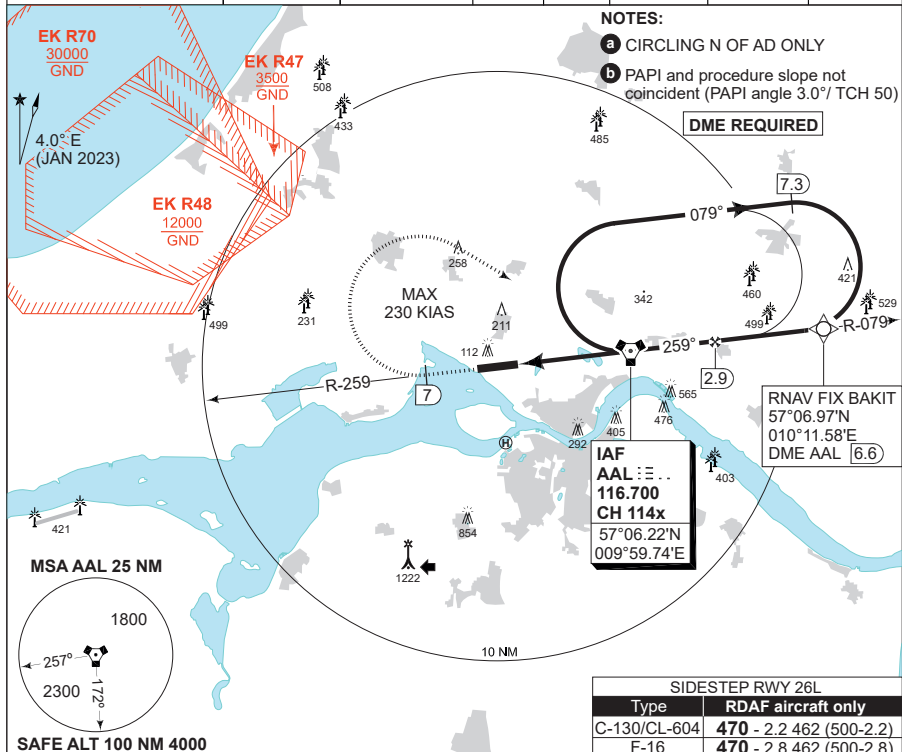 NOTES:
a CIRCLING N OF AD ONLY
b PAPI and procedure slope not
coincident (PAPI angle 3.0°/ TCH 50)
DME REQUIRED
EK R70
30000
GND
EK R47
3500
GND
508
433
485
4.0° E
(JAN 2023)
EK R48
12000
GND
7.3
079°
258
MAX
230 KIAS
342
460
421
499
231
211
499
529
112
259°
R-079
R-259
7
2.9
565
476
405
292
RNAV FIX BAKIT
57°06.97'N
010°11.58'E
DME AAL 6.6
H
IAF
AAL
116.700
CH 114x
57°06.22'N
009°59.74'E
403
421
854
1222
MSA AAL 25 NM
1800
257°
2300
172°
SAFE ALT 100 NM 4000
10 NM
SIDESTEP RWY 26L
Type RDAF aircraft only
C-130/CL-604 470 - 2.2 462 (500-2.2)
F-16 470 - 2.8 462 (500-2.8)